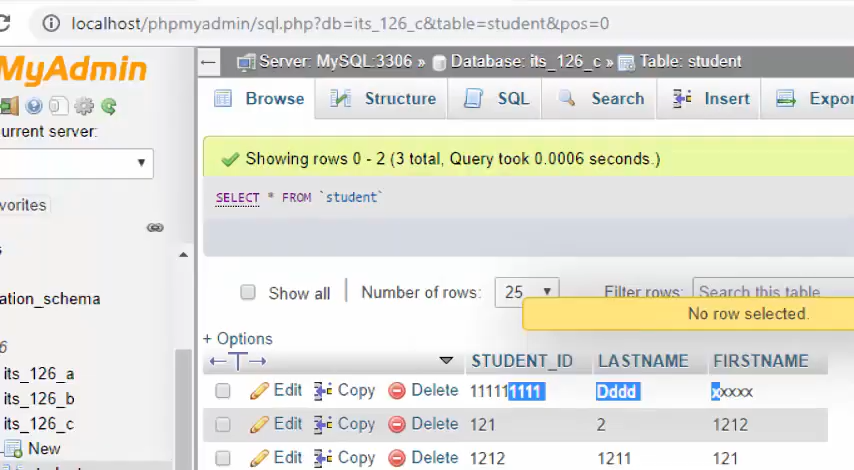 localhost/phpmyadmin/sql.php?db=its_126_c&table=student&pos=0
MyAdmin
Server: MySQL:3306 » Database: its_126_c » Table: student
Browse Structure SQL Search Insert Expor
urrent server:
Showing rows 0 - 2 (3 total, Query took 0.0006 seconds.)
SELECT * FROM `student`
vorites
s
ation_schema
Show all Number of rows: 25 Filter rows: Search this table
No row selected.
+ Options
6
STUDENT_ID LASTNAME FIRSTNAME
its_126_a
Edit Copy Delete 111111111 Dddd xxxxx
its_126_b
its_126_c
Edit Copy Delete 121 2 1212
New
Edit Copy Delete 1212 1211 121